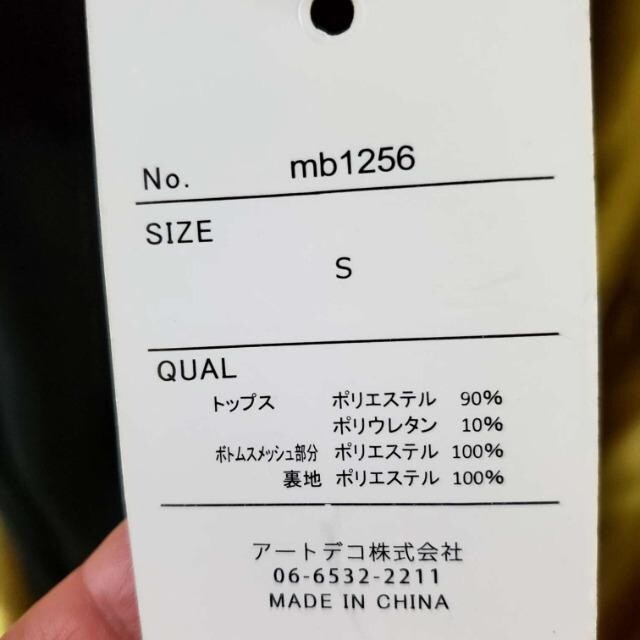 No. mb1256
SIZE
S
QUAL
トップス ポリエステル 90%
ポリウレタン 10%
ボトムスメッシュ部分 ポリエステル 100%
裏地 ポリエステル 100%
アートデコ株式会社
06-6532-2211
MADE IN CHINA